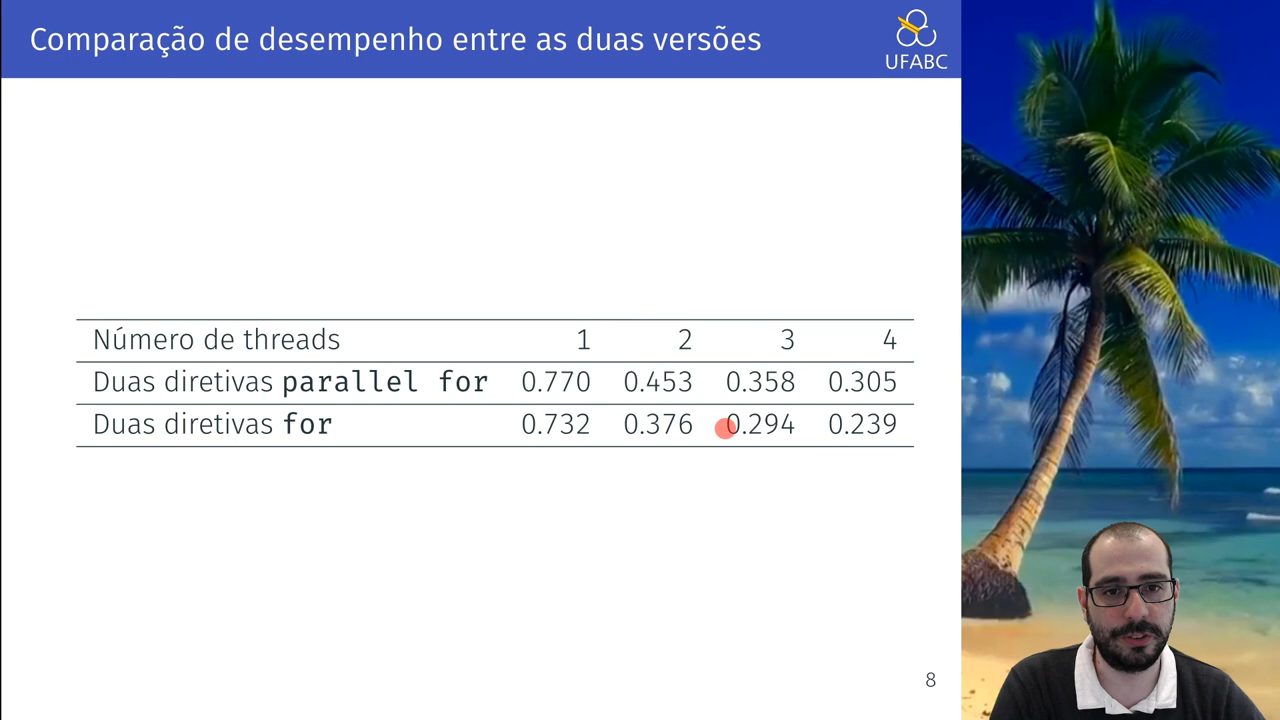 Comparação de desempenho entre as duas versões
UFABC
Número de threads 1 2 3 4
Duas diretivas parallel for 0.770 0.453 0.358 0.305
Duas diretivas for 0.732 0.376 0.294 0.239
8